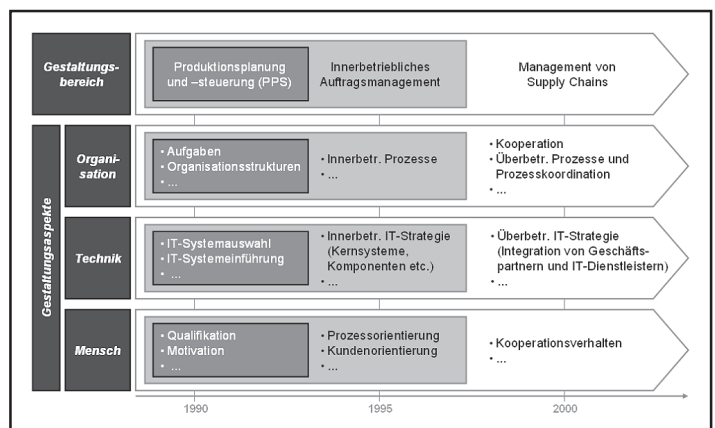 Gestaltungs-
bereich
Produktionsplanung
und –steuerung (PPS)
Innerbetriebliches
Auftragsmanagement
Management von
Supply Chains
Gestaltungsaspekte
Organi-
sation
• Aufgaben
• Organisationsstrukturen
• ...
• Innerbetr. Prozesse
• ...
• Kooperation
• Überbetr. Prozesse und
Prozesskoordination
• ...
Technik
• IT-Systemauswahl
• IT-Systemeinführung
• ...
• Innerbetr. IT-Strategie
(Kernsysteme,
Komponenten etc.)
• ...
• Überbetr. IT-Strategie
(Integration von Geschäfts-
partnern und IT-Dienstleistern)
• ...
Mensch
• Qualifikation
• Motivation
• ...
• Prozessorientierung
• Kundenorientierung
• ...
• Kooperationsverhalten
• ...
1990
1995
2000